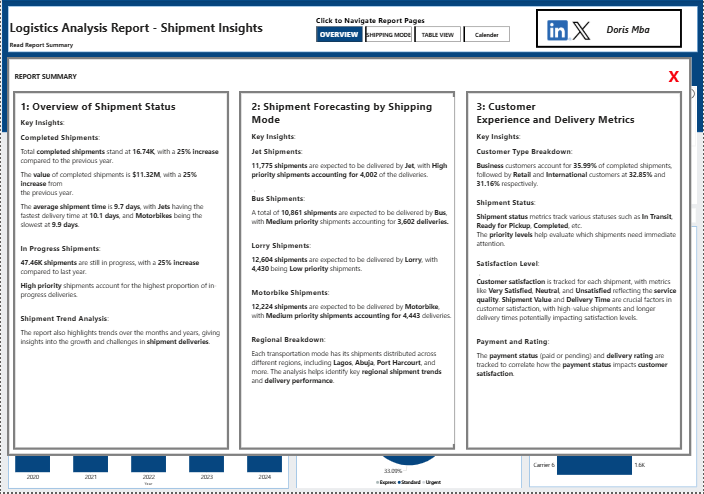 Logistics Analysis Report - Shipment Insights
Read Report Summary
Click to Navigate Report Pages
OVERVIEW
SHIPPING MODE
TABLE VIEW
Calender
in
X
Doris Mba
REPORT SUMMARY
X
1: Overview of Shipment Status
Key Insights:
Completed Shipments:
Total completed shipments stand at 16.74K, with a 25% increase
compared to the previous year.
The value of completed shipments is $11.32M, with a 25%
increase from
the previous year.
The average shipment time is 9.7 days, with Jets having the
fastest delivery time at 10.1 days, and Motorbikes being the
slowest at 9.9 days.
In Progress Shipments:
47.46K shipments are still in progress, with a 25% increase
compared to last year.
High priority shipments account for the highest proportion of in
progress deliveries.
Shipment Trend Analysis:
The report also highlights trends over the months and years, giving
insights into the growth and challenges in shipment deliveries.
2: Shipment Forecasting by Shipping
Mode
Key Insights:
Jet Shipments:
11,775 shipments are expected to be delivered by Jet, with High
priority shipments accounting for 4,002 of the deliveries.
Bus Shipments:
A total of 10,861 shipments are expected to be delivered by Bus,
with Medium priority shipments accounting for 3,602 deliveries.
Lorry Shipments:
12,604 shipments are expected to be delivered by Lorry, with
4,430 being Low priority shipments.
Motorbike Shipments:
12,224 shipments are expected to be delivered by Motorbike,
with Medium priority shipments accounting for 4,443 deliveries.
Regional Breakdown:
Each transportation mode has its shipments distributed across
different regions, including Lagos, Abuja, Port Harcourt, and
more. The analysis helps identify key regional shipment trends
and delivery performance.
3: Customer
Experience and Delivery Metrics
Key Insights:
Customer Type Breakdown:
Business customers account for 35.99% of completed shipments,
followed by Retail and International customers at 32.85% and
31.16% respectively.
Shipment Status:
Shipment status metrics track various statuses such as In Transit,
Ready for Pickup, Completed, etc.
The priority levels help evaluate which shipments need immediate
attention.
Satisfaction Level:
Customer satisfaction is tracked for each shipment, with metrics
like Very Satisfied, Neutral, and Unsatisfied reflecting the service
quality. Shipment Value and Delivery Time are crucial factors in
customer satisfaction, with high-value shipments and longer
delivery times potentially impacting satisfaction levels.
Payment and Rating:
The payment status (paid or pending) and delivery rating are
tracked to correlate how the payment status impacts customer
satisfaction.
2020 2021 2022 2023 2024
Year
33.09%
Express Standard Urgent
Carrier 6 1.6K